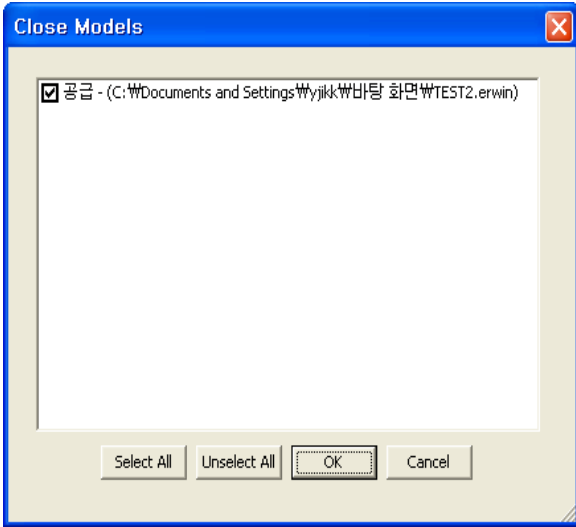 Close Models
공급 - (C:₩Documents and Settings₩yjikk₩바탕 화면₩TEST2.erwin)
Select All
Unselect All
OK
Cancel